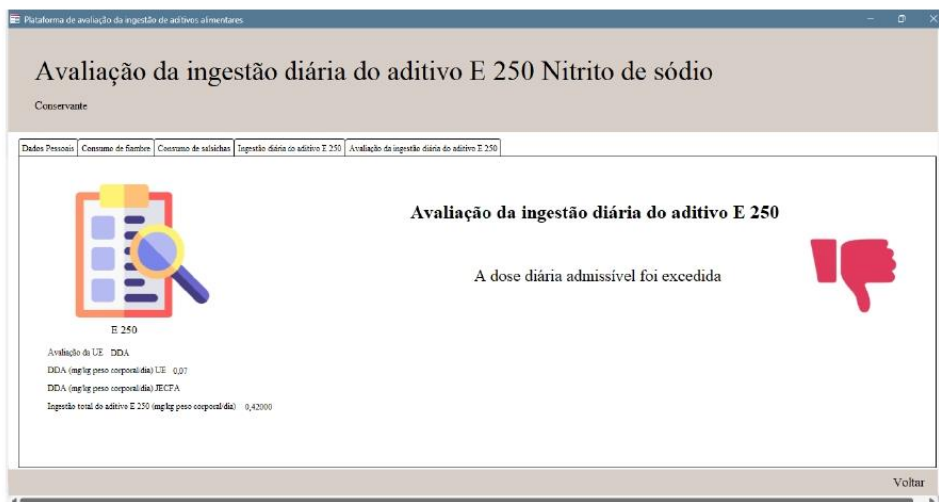 Plataforma de avaliação da ingestão de aditivos alimentares
Avaliação da ingestão diária do aditivo E 250 Nitrito de sódio
Conservante
Dados Pessoais Consumo de fiambre Consumo de salsichas Ingestão diária do aditivo E 250 Avaliação da ingestão diária do aditivo E 250
Avaliação da ingestão diária do aditivo E 250
A dose diária admissível foi excedida
E 250
Avaliação da UE DDA
DDA (mg/kg peso corporal/dia) UE 0,07
DDA (mg/kg peso corporal/dia) JECFA
Ingestão total do aditivo E 250 (mg/kg peso corporal/dia) 0,42000
Voltar